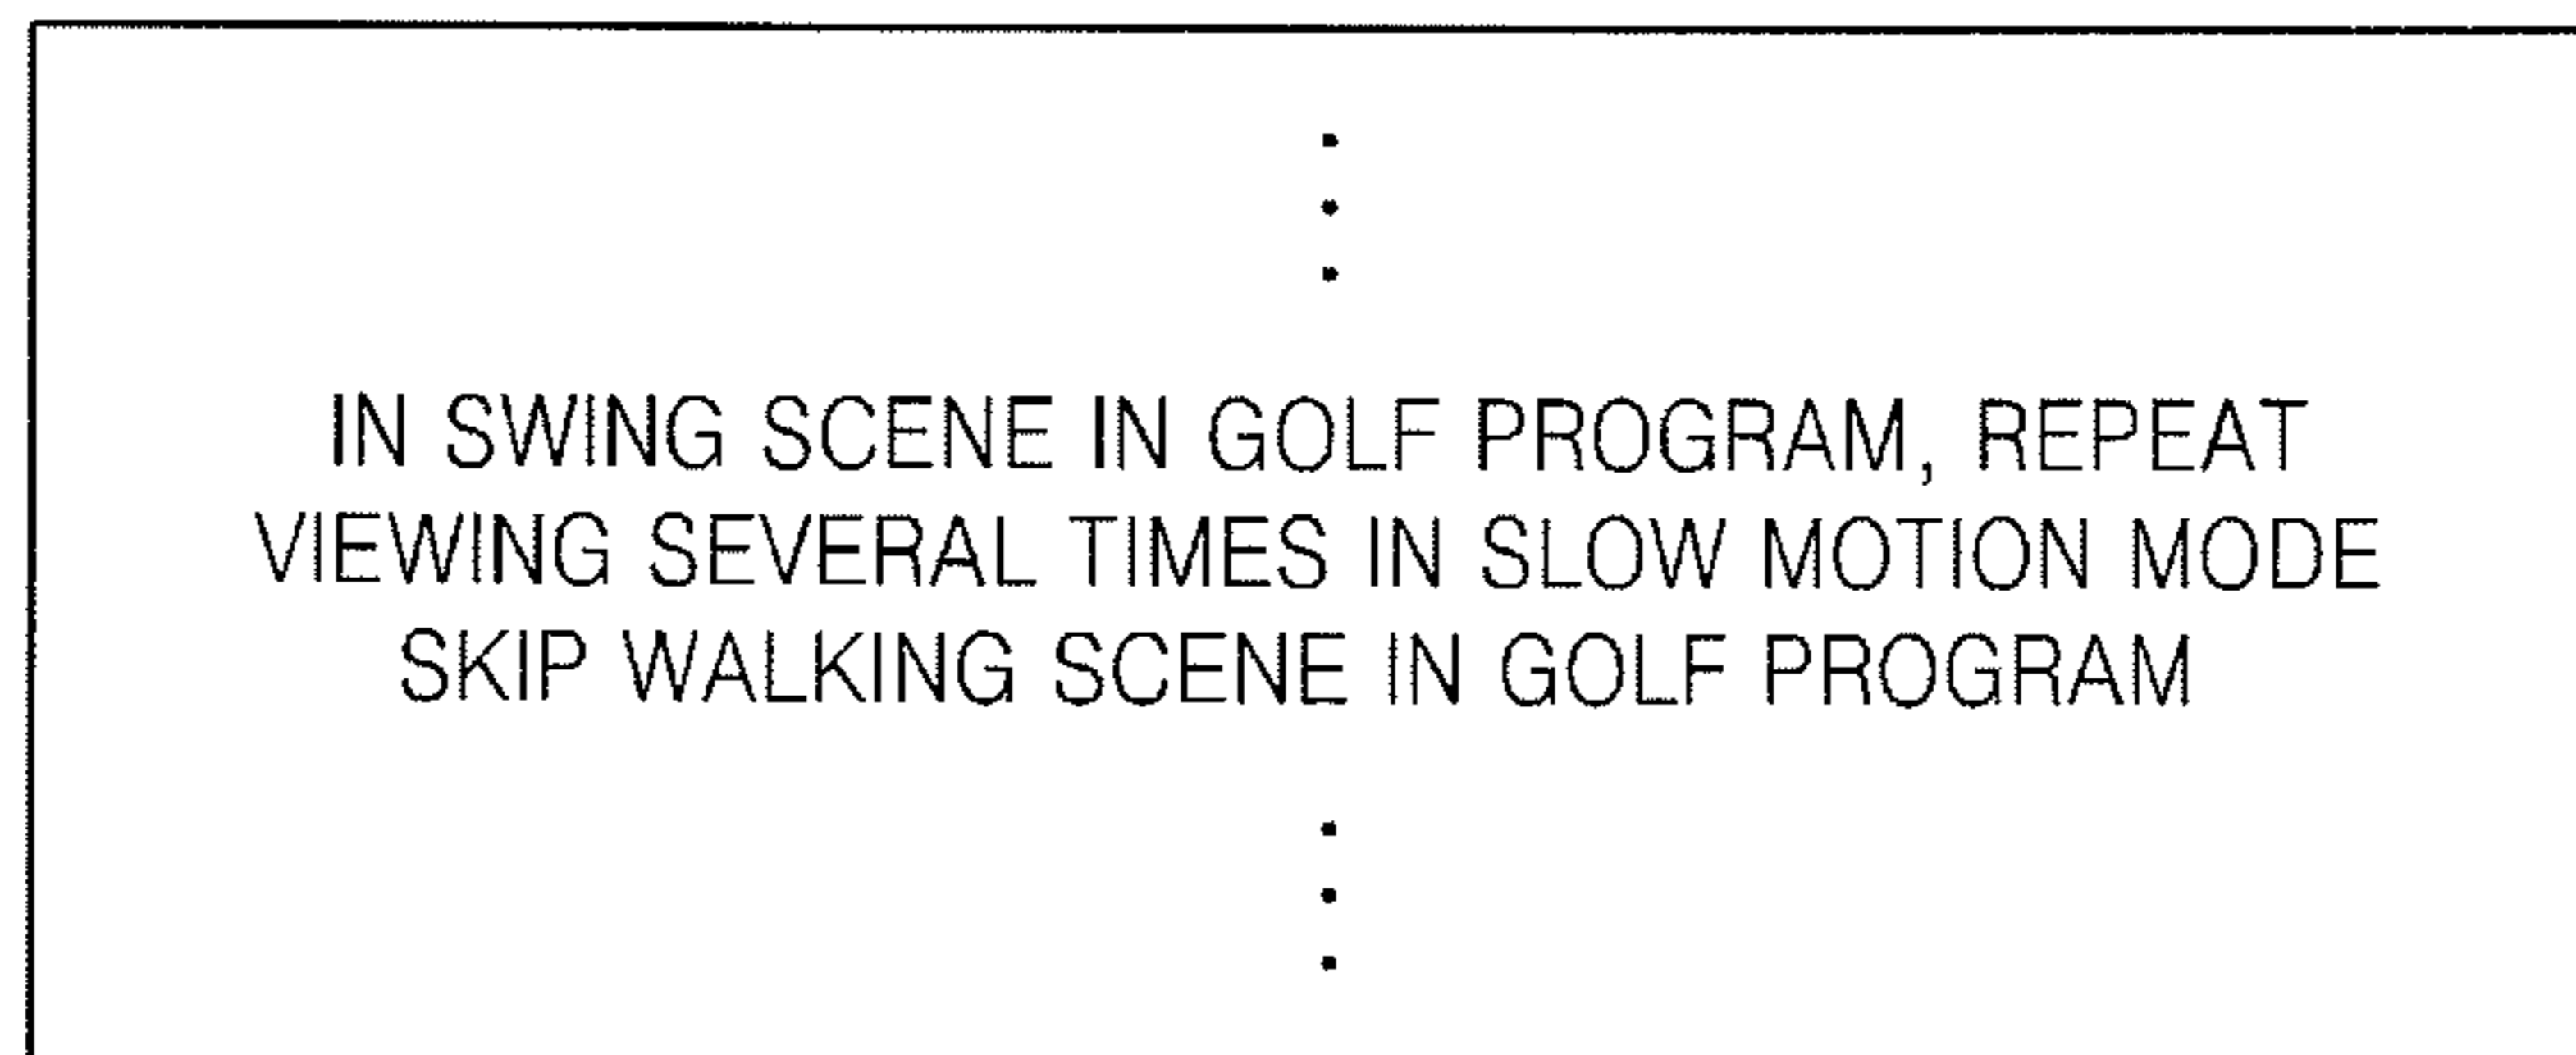 IN SWING SCENE IN GOLF PROGRAM, REPEAT
VIEWING SEVERAL TIMES IN SLOW MOTION MODE
SKIP WALKING SCENE IN GOLF PROGRAM